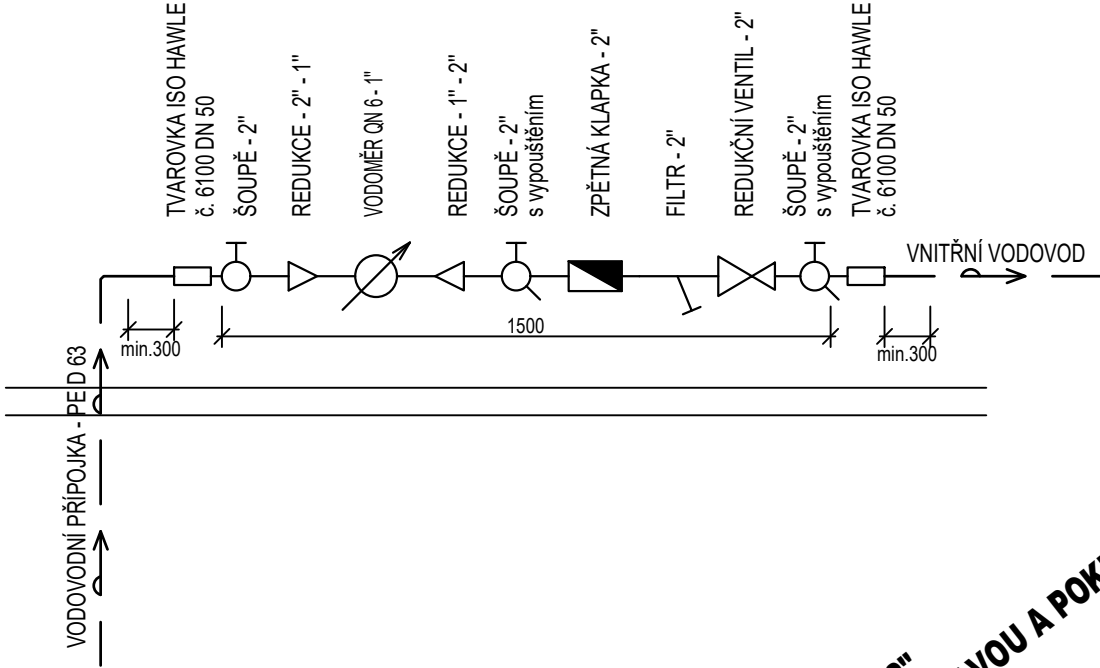 TVAROVKA ISO HAWLE
č. 6100 DN 50
ŠOUPĚ - 2"
REDUKCE - 2" - 1"
VODOMĚR QN 6 - 1"
REDUKCE - 1" - 2"
ŠOUPĚ - 2"
s vypouštěním
ZPĚTNÁ KLAPKA - 2"
FILTR - 2"
REDUKČNÍ VENTIL - 2"
ŠOUPĚ - 2"
s vypouštěním
TVAROVKA ISO HAWLE
č. 6100 DN 50
VNITŘNÍ VODOVOD
1500
min.300
min.300
VODOVODNÍ PŘÍPOJKA - PE D 63
A